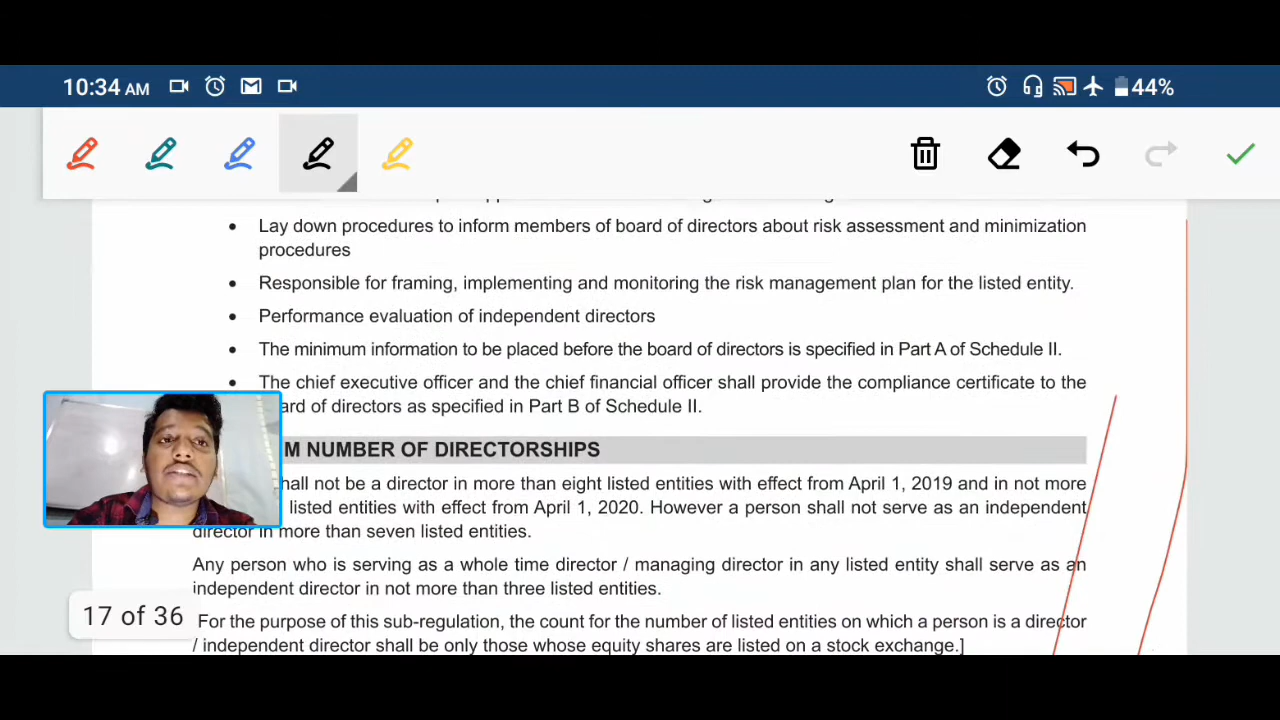 10:34 AM
44%
Lay down procedures to inform members of board of directors about risk assessment and minimization
procedures
Responsible for framing, implementing and monitoring the risk management plan for the listed entity.
Performance evaluation of independent directors
The minimum information to be placed before the board of directors is specified in Part A of Schedule II.
The chief executive officer and the chief financial officer shall provide the compliance certificate to the
ard of directors as specified in Part B of Schedule II.
M NUMBER OF DIRECTORSHIPS
hall not be a director in more than eight listed entities with effect from April 1, 2019 and in not more
listed entities with effect from April 1, 2020. However a person shall not serve as an independent
director in more than seven listed entities.
Any person who is serving as a whole time director / managing director in any listed entity shall serve as an
independent director in not more than three listed entities.
17 of 36
For the purpose of this sub-regulation, the count for the number of listed entities on which a person is a director
/ independent director shall be only those whose equity shares are listed on a stock exchange.]